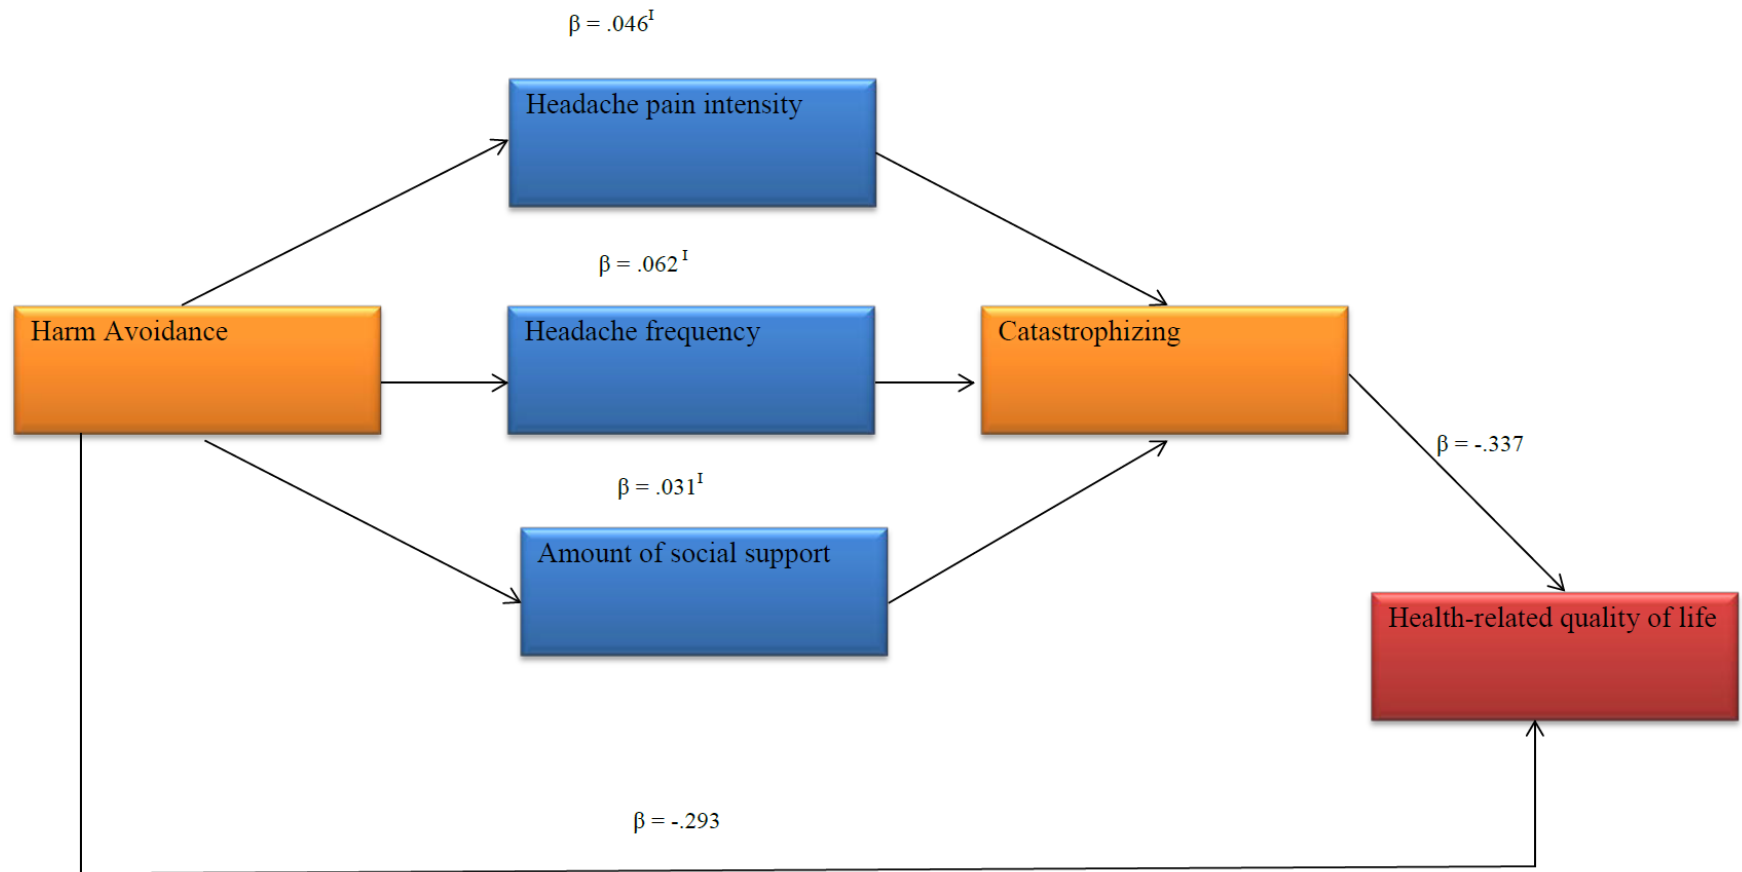 β = .046ᴵ
Headache pain intensity
β = .062ᴵ
Harm Avoidance
Headache frequency
Catastrophizing
β = -.337
β = .031ᴵ
Amount of social support
Health-related quality of life
β = -.293